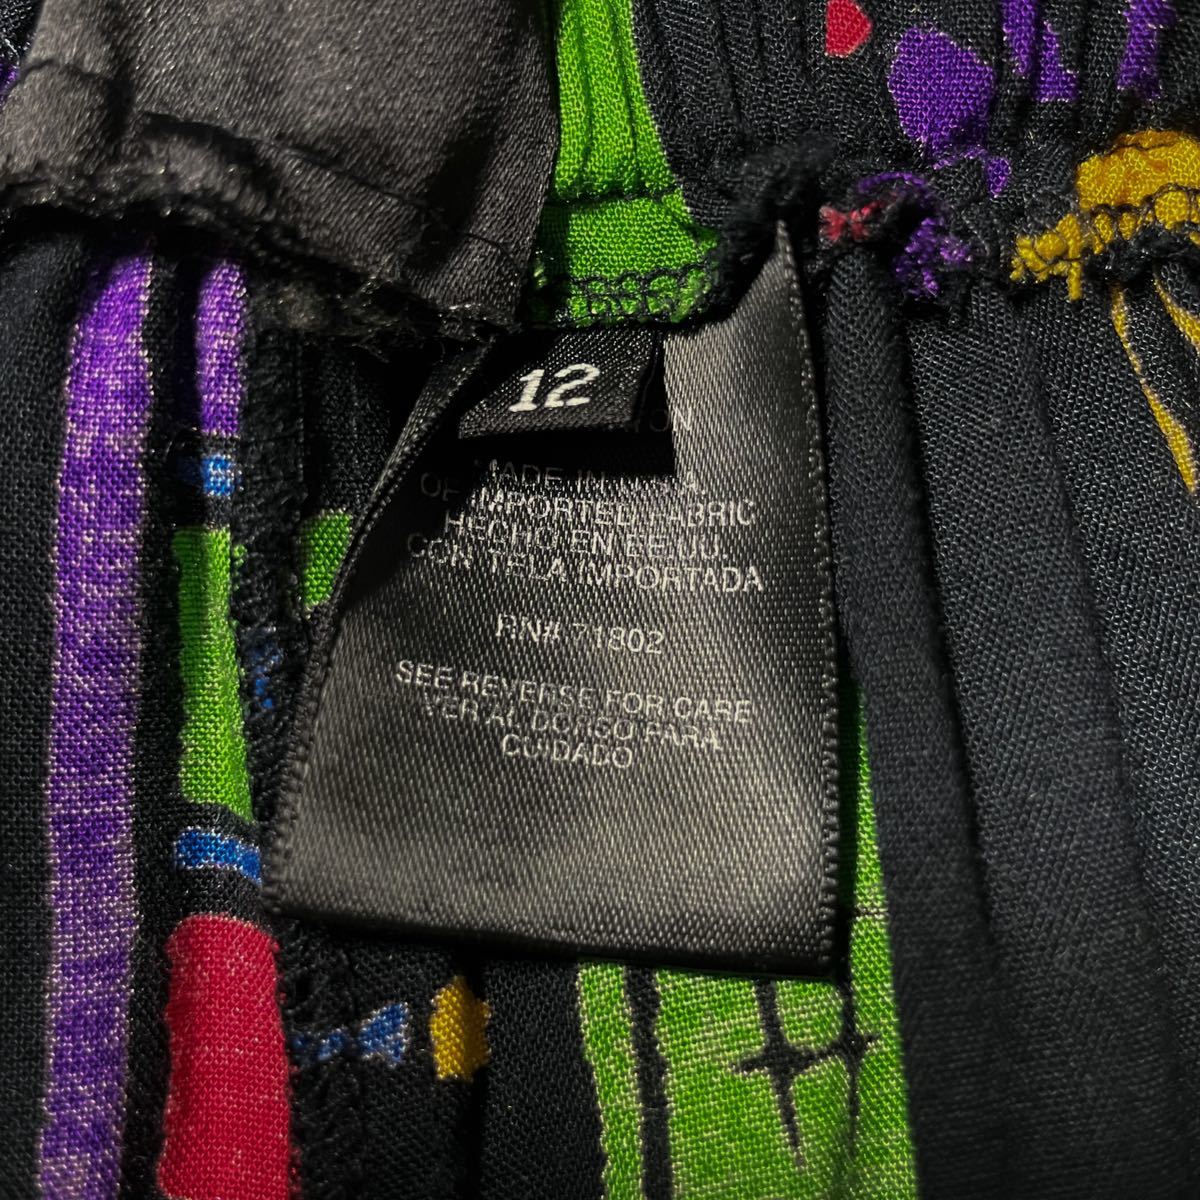 12
MADE IN
OF IMPORTED FABRIC
HECHO EN EE.UU.
CON TELA IMPORTADA
RN# 71802
SEE REVERSE FOR CARE
VER AL DORSO PARA
CUIDADO